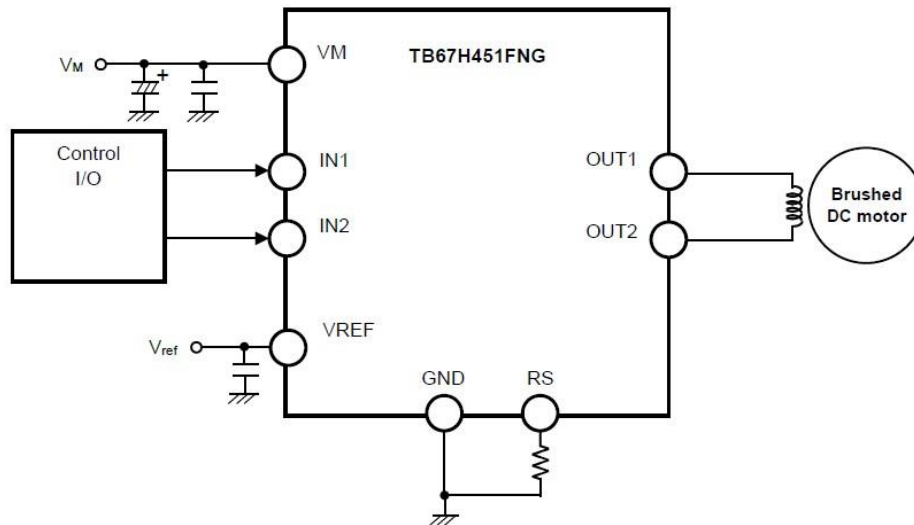 TB67H451FNG
VM
VM
+
Control
I/O
IN1
IN2
OUT1
OUT2
Brushed
DC motor
VREF
Vref
GND
RS